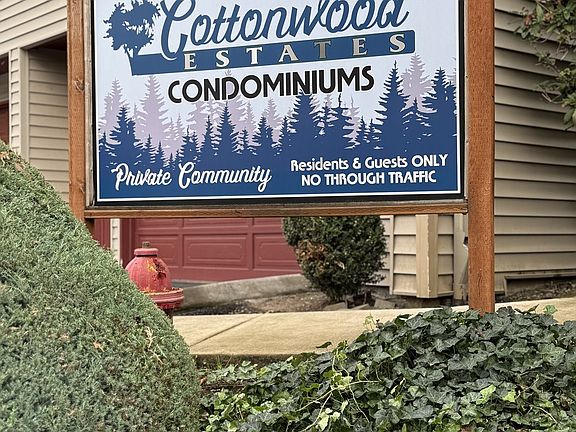 Cottonwood
ESTATES
CONDOMINIUMS
Private Community
Residents & Guests ONLY
NO THROUGH TRAFFIC